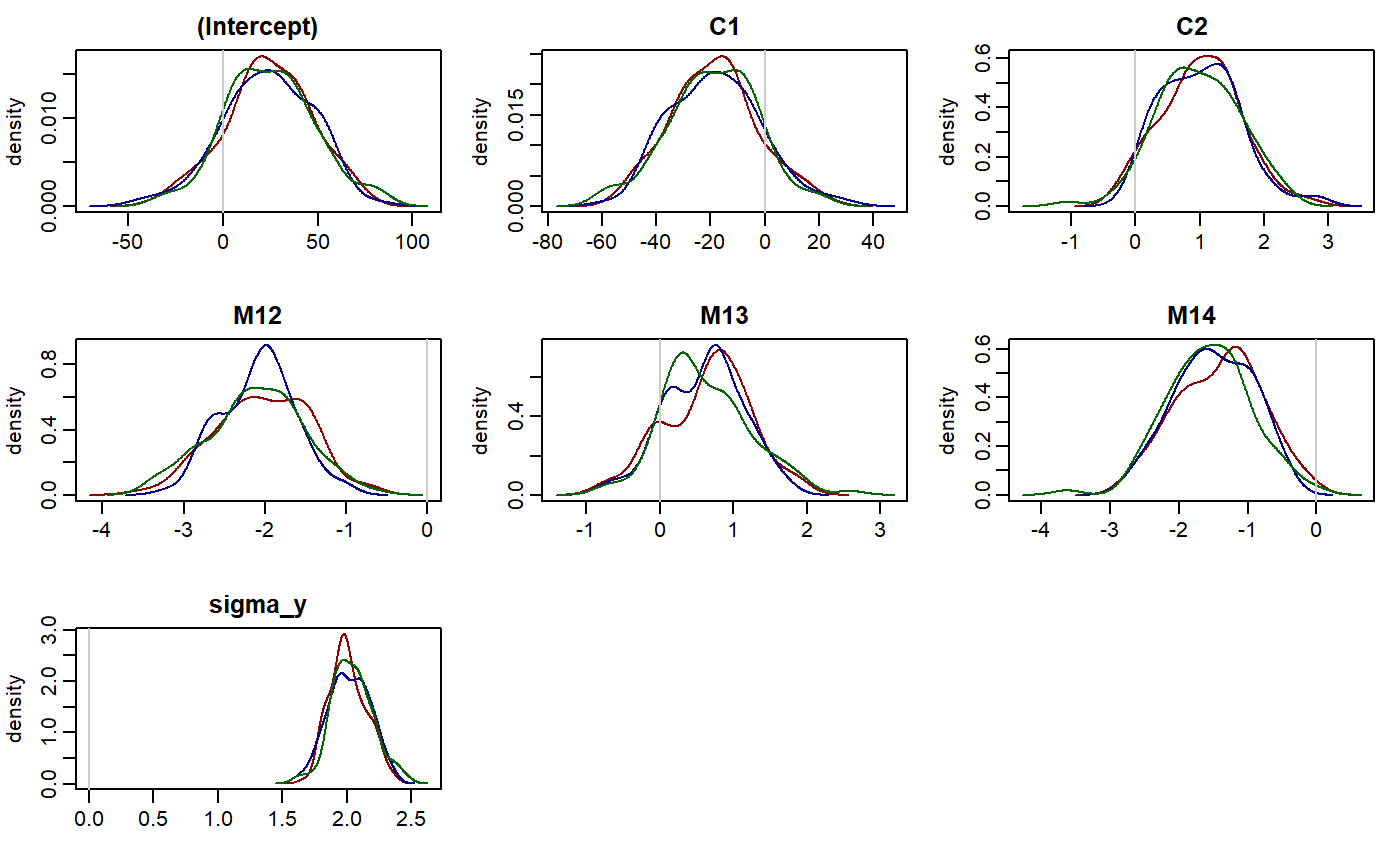 (Intercept)
density
0.000
0.010
-50 0 50 100
C1
density
0.000
0.015
-80 -60 -40 -20 0 20 40
C2
density
0.0 0.2 0.4 0.6
-1 0 1 2 3
M12
density
0.0 0.4 0.8
-4 -3 -2 -1 0
M13
density
0.0 0.4
-1 0 1 2 3
M14
density
0.0 0.2 0.4 0.6
-4 -3 -2 -1 0
sigma_y
density
0.0 1.0 2.0 3.0
0.0 0.5 1.0 1.5 2.0 2.5